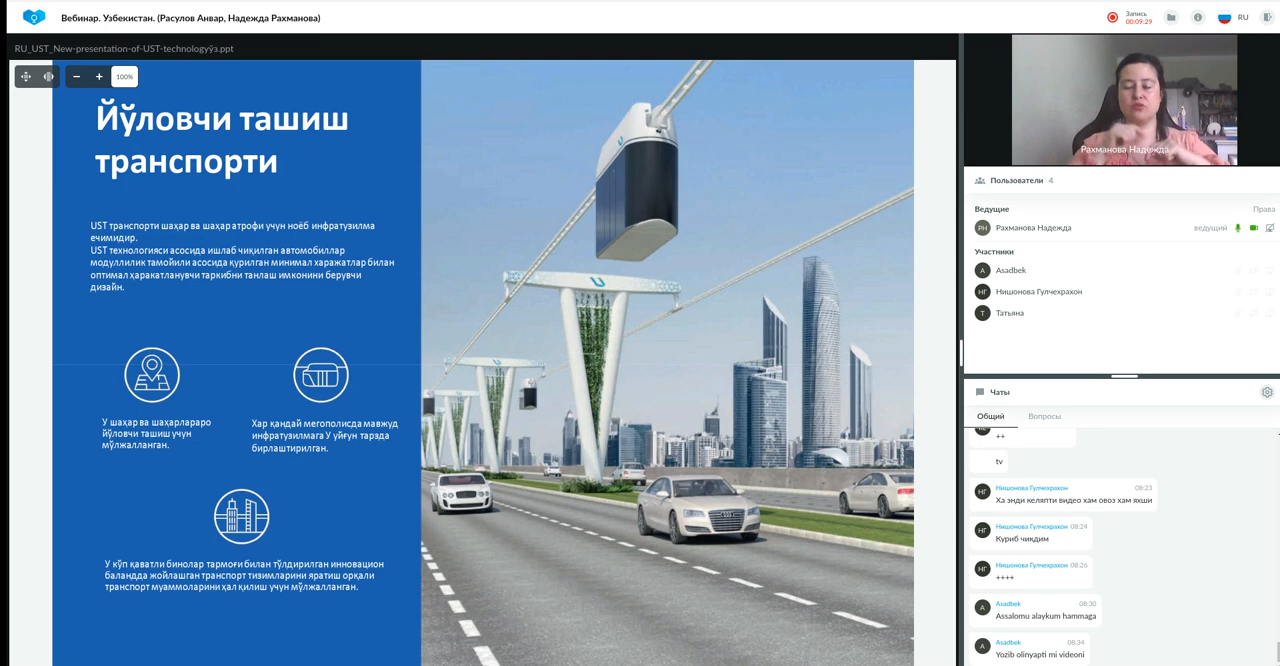 Вебинар. Узбекистан. (Расулов Анвар, Надежда Рахманова)
Запись
00:09:29
RU
RU_UST_New-presentation-of-UST-technologyўз.ppt
100%
Йўловчи ташиш
транспорти
UST транспорти шаҳар ва шаҳар атрофи учун ноёб инфратузилма
ечимидир.
UST технологияси асосида ишлаб чиқилган автомобиллар
модуллилик тамойили асосида қурилган минимал харажатлар билан
оптимал ҳаракатланувчи таркибни танлаш имконини берувчи
дизайн.
У шаҳар ва шаҳарлараро
йўловчи ташиш учун
мўлжалланган.
Хар қандай мегополисда мавжуд
инфратузилмага У уйғун тарзда
бирлаштирилган.
У кўп қаватли бинолар тармоғи билан тўлдирилган инновацион
баландда жойлашган транспорт тизимларини яратиш орқали
транспорт муаммоларини ҳал қилиш учун мўлжалланган.
Рахманова Надежда
Пользователи 4
Ведущие
Права
РН
Рахманова Надежда
ведущий
Участники
A
Asadbek
НГ
Нишонова Гулчехрахон
Т
Татьяна
Чаты
Общий
Вопросы
++
tv
НГ
Нишонова Гулчехрахон 08:23
Ха энди келяпти видео хам овоз хам яхши
НГ
Нишонова Гулчехрахон 08:24
Куриб чикдим
НГ
Нишонова Гулчехрахон 08:26
++++
A
Asadbek 08:30
Assalomu alaykum hammaga
A
Asadbek 08:34
Yozib olinyapti mi videoni